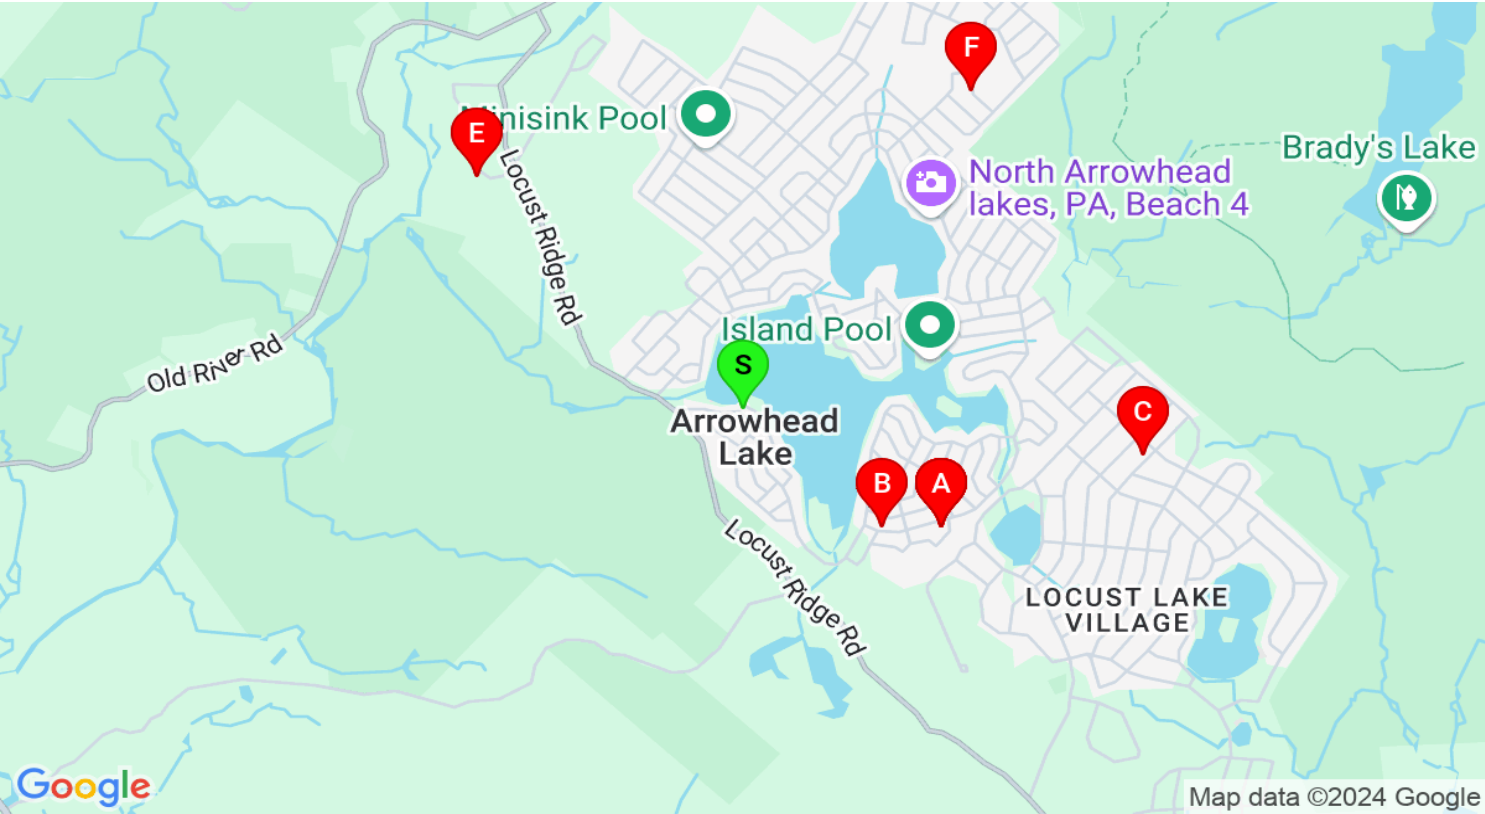 F
Minisink Pool
E
Brady's Lake
North Arrowhead
lakes, PA, Beach 4
Locust Ridge Rd
Island Pool
Old River Rd
S
Arrowhead
Lake
C
B
A
Locust Ridge Rd
LOCUST LAKE
VILLAGE
Google
Map data ©2024 Google